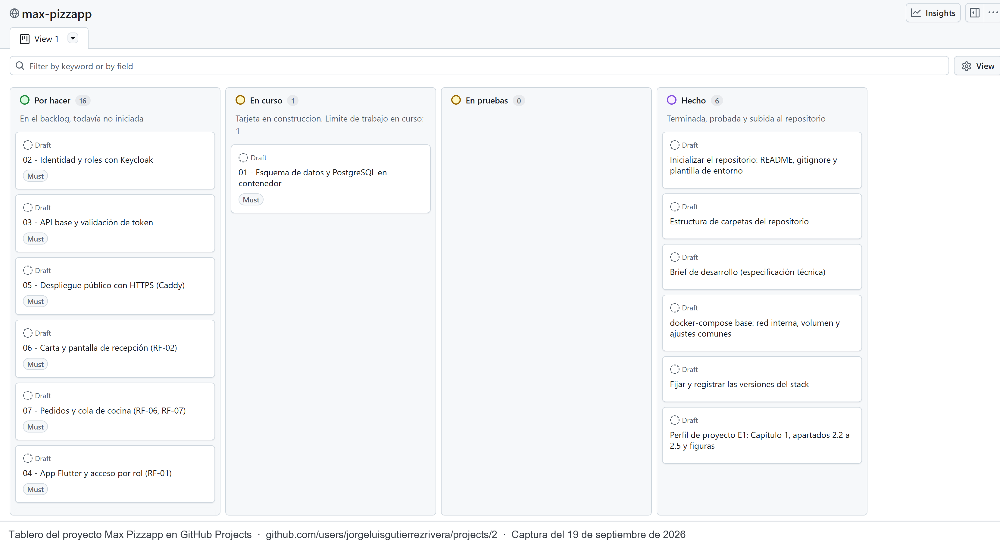 max-pizzapp
Insights
View 1
Filter by keyword or by field
View
Por hacer 16
En el backlog, todavía no iniciada
Draft
02 - Identidad y roles con Keycloak
Must
Draft
03 - API base y validación de token
Must
Draft
05 - Despliegue público con HTTPS (Caddy)
Must
Draft
06 - Carta y pantalla de recepción (RF-02)
Must
Draft
07 - Pedidos y cola de cocina (RF-06, RF-07)
Must
Draft
04 - App Flutter y acceso por rol (RF-01)
Must
En curso 1
Tarjeta en construccion. Limite de trabajo en curso:
1
Draft
01 - Esquema de datos y PostgreSQL en
contenedor
Must
En pruebas 0
Hecho 6
Terminada, probada y subida al repositorio
Draft
Inicializar el repositorio: README, gitignore y
plantilla de entorno
Draft
Estructura de carpetas del repositorio
Draft
Brief de desarrollo (especificación técnica)
Draft
docker-compose base: red interna, volumen y
ajustes comunes
Draft
Fijar y registrar las versiones del stack
Draft
Perfil de proyecto E1: Capítulo 1, apartados 2.2 a
2.5 y figuras
Tablero del proyecto Max Pizzapp en GitHub Projects · github.com/users/jorgeluisgutierrezrivera/projects/2 · Captura del 19 de septiembre de 2026